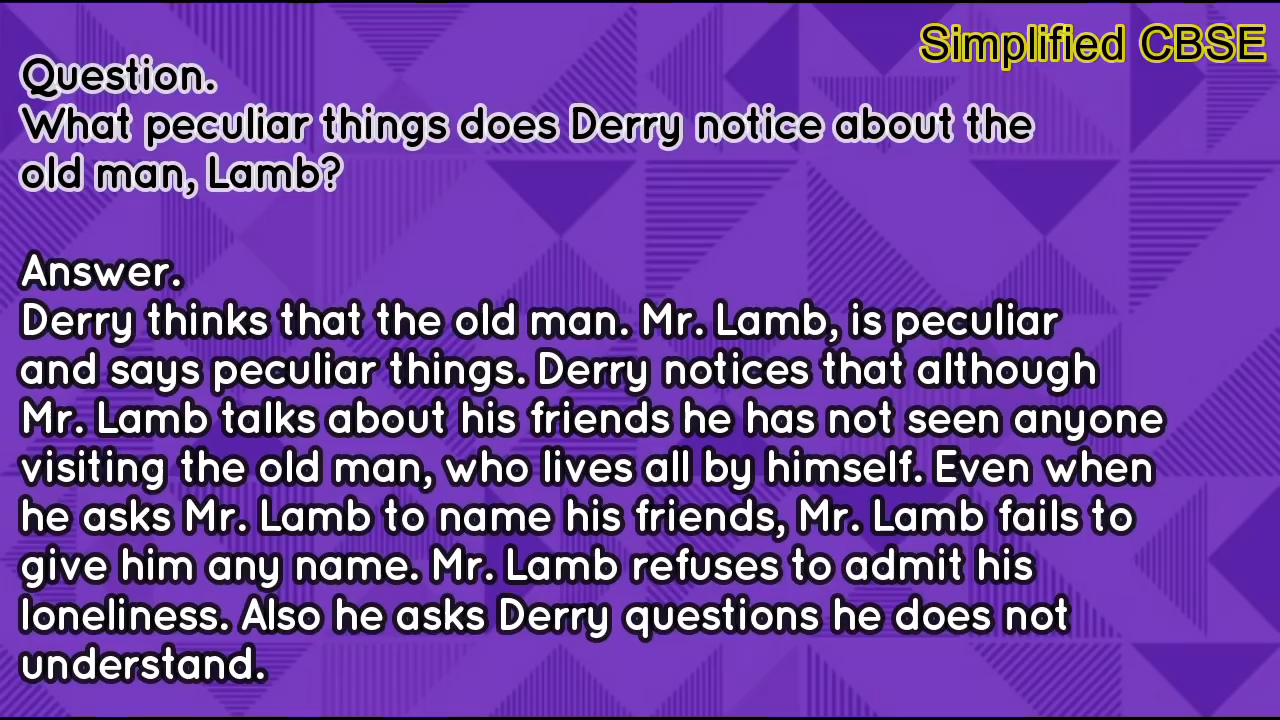 Simplified CBSE
Question.
What peculiar things does Derry notice about the
old man, Lamb?
Answer.
Derry thinks that the old man. Mr. Lamb, is peculiar
and says peculiar things. Derry notices that although
Mr. Lamb talks about his friends he has not seen anyone
visiting the old man, who lives all by himself. Even when
he asks Mr. Lamb to name his friends, Mr. Lamb fails to
give him any name. Mr. Lamb refuses to admit his
loneliness. Also he asks Derry questions he does not
understand.